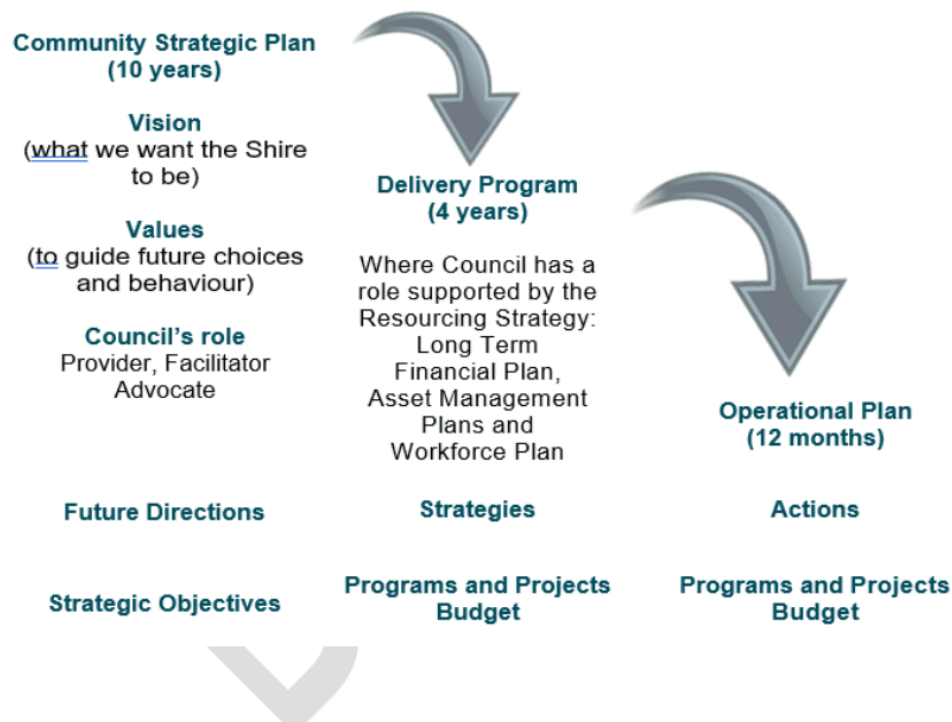 Community Strategic Plan
(10 years)
Vision
(what we want the Shire
to be)
Values
(to guide future choices
and behaviour)
Council's role
Provider, Facilitator
Advocate
Future Directions
Strategic Objectives
Delivery Program
(4 years)
Where Council has a
role supported by the
Resourcing Strategy:
Long Term
Financial Plan,
Asset Management
Plans and
Workforce Plan
Strategies
Programs and Projects
Budget
Operational Plan
(12 months)
Actions
Programs and Projects
Budget